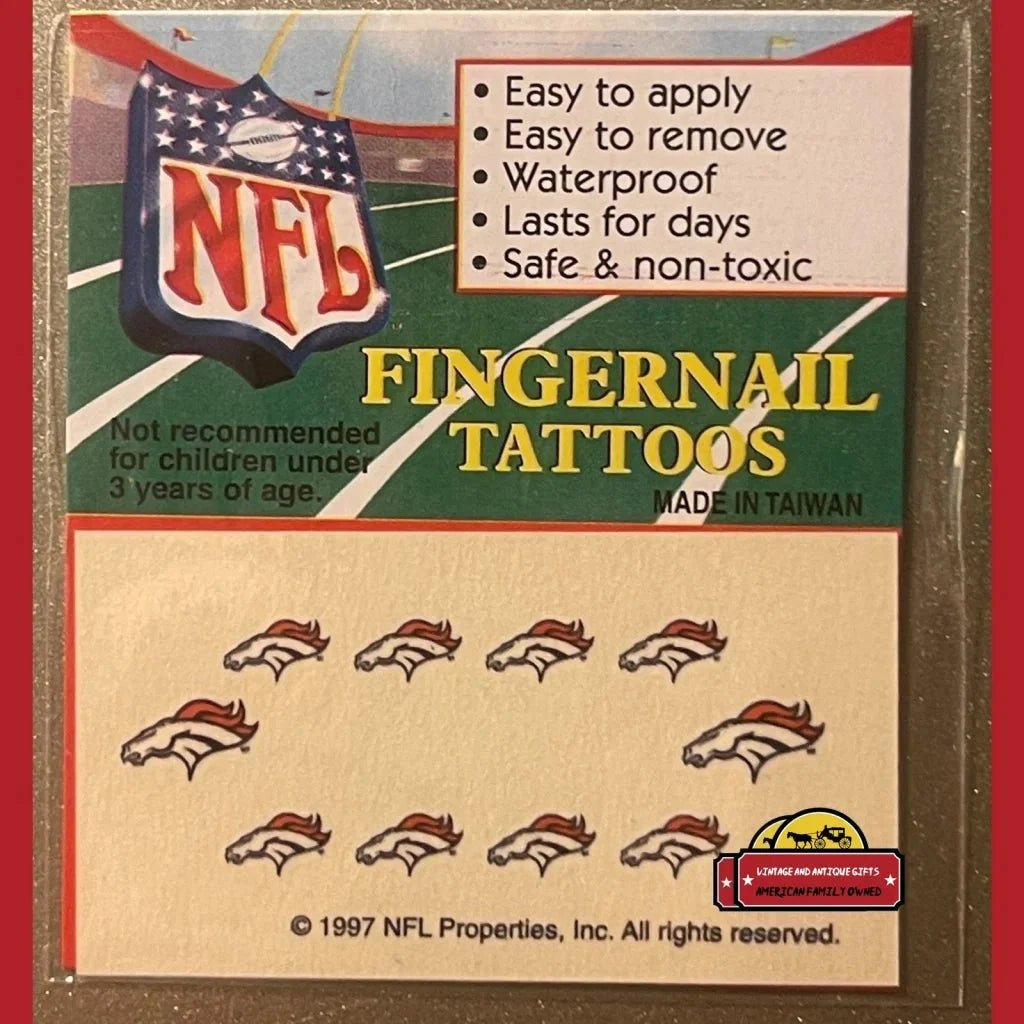 • Easy to apply
• Easy to remove
• Waterproof
• Lasts for days
• Safe & non-toxic
NFL
FINGERNAIL
TATTOOS
Not recommended
for children under
3 years of age.
MADE IN TAIWAN
VINTAGE AND ANTIQUE GIFTS
AMERICAN FAMILY OWNED
© 1997 NFL Properties, Inc. All rights reserved.